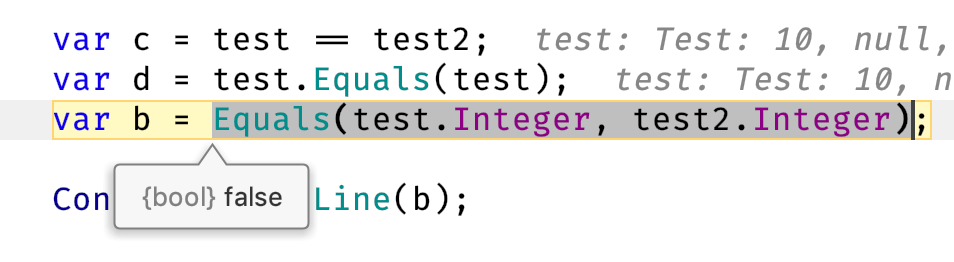 var c = test == test2;  test: Test: 10, null,
var d = test.Equals(test);  test: Test: 10, n
var b = Equals(test.Integer, test2.Integer);
{bool} false
Con Line(b);